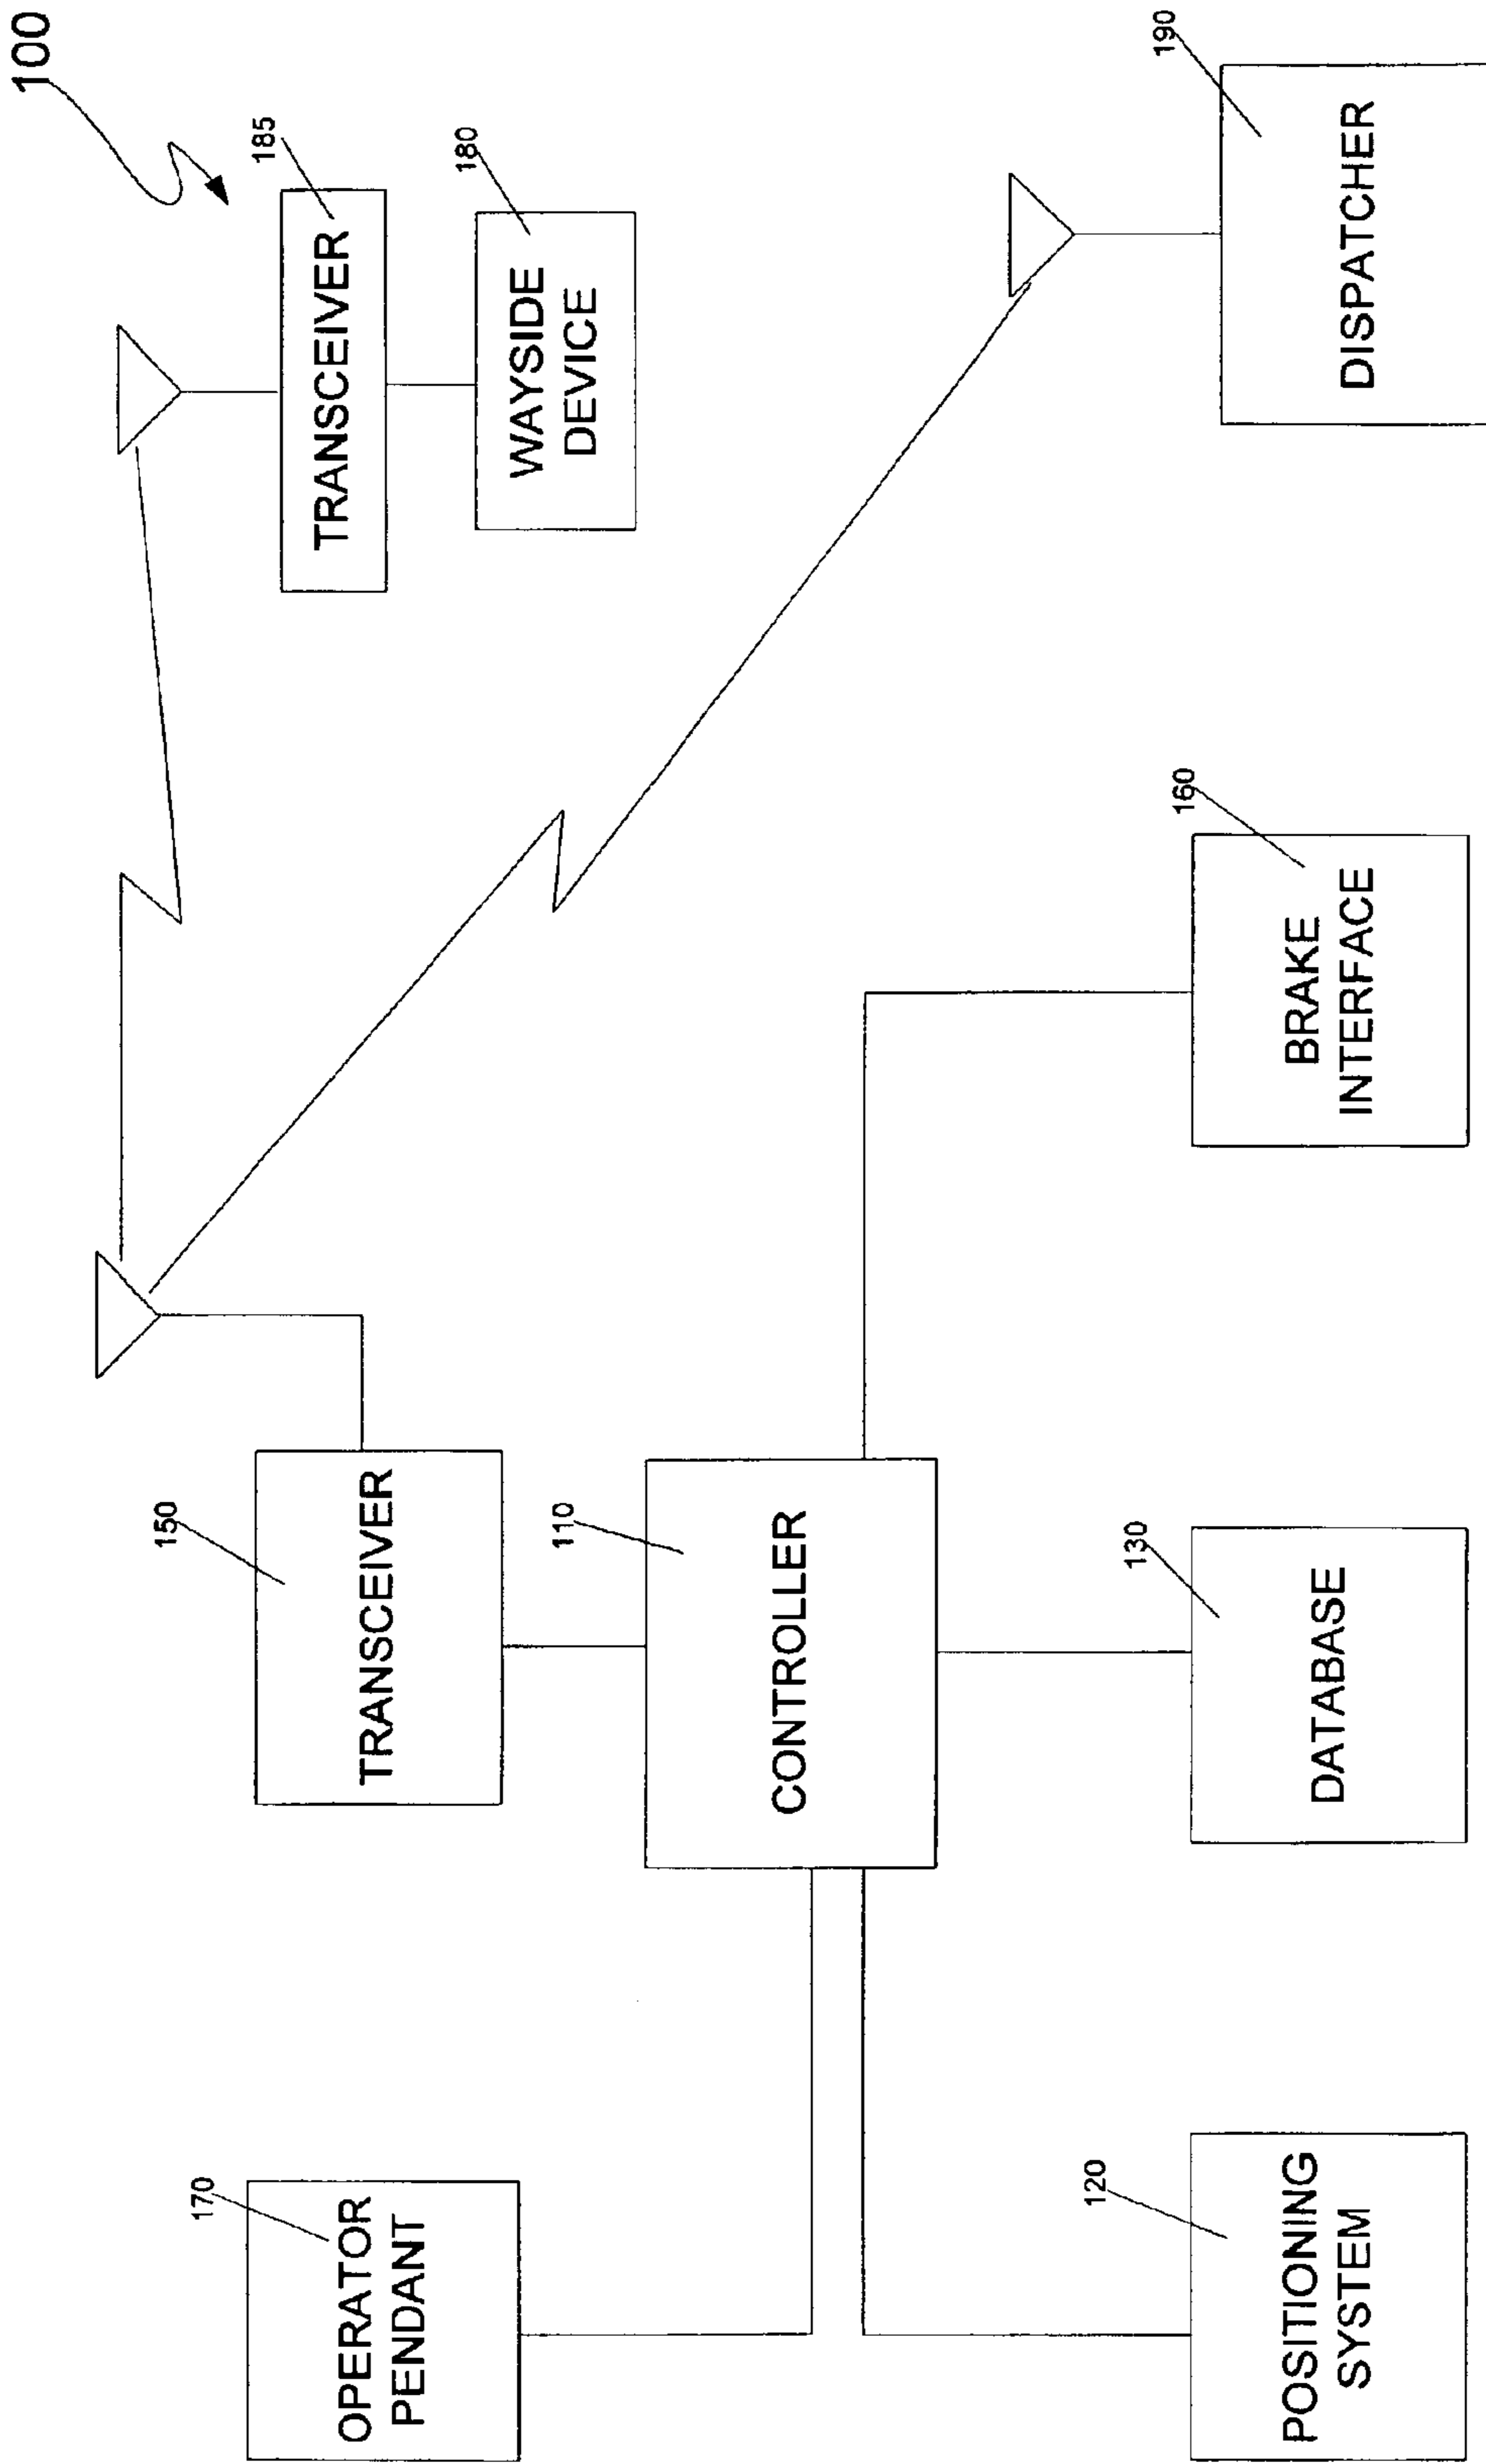 100
170
OPERATOR
PENDANT
150
TRANSCEIVER
185
TRANSCEIVER
180
WAYSIDE
DEVICE
110
CONTROLLER
120
POSITIONING
SYSTEM
130
DATABASE
160
BRAKE
INTERFACE
190
DISPATCHER